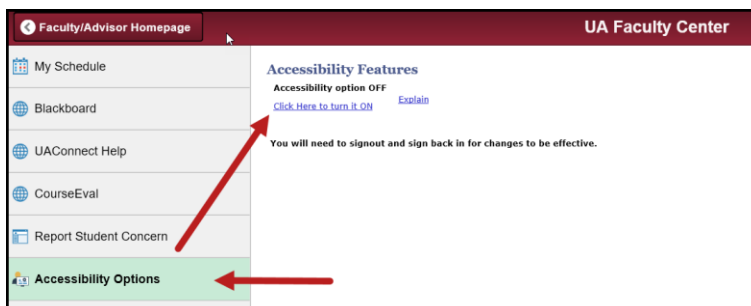 Faculty/Advisor Homepage
UA Faculty Center
My Schedule
Blackboard
UAConnect Help
CourseEval
Report Student Concern
Accessibility Options
Accessibility Features
Accessibility option OFF
Click Here to turn it ON
Explain
You will need to signout and sign back in for changes to be effective.